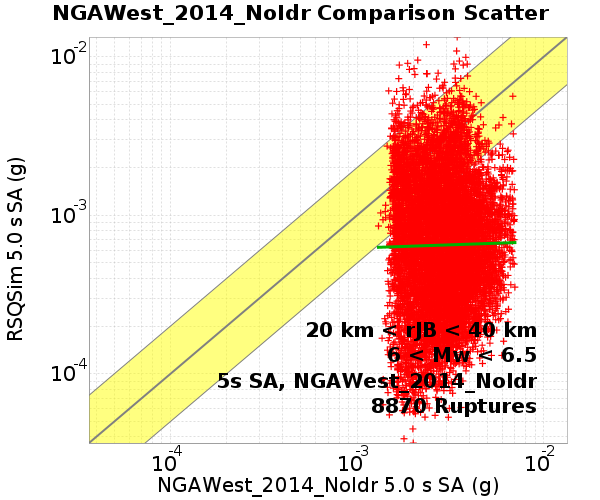 NGAWest_2014_NoIdr Comparison Scatter
RSQSim 5.0 s SA (g)
10-2
10-3
10-4
20 km < rJB < 40 km
6 < Mw < 6.5
5s SA, NGAWest_2014_NoIdr
8870 Ruptures
10-4 10-3 10-2
NGAWest_2014_NoIdr 5.0 s SA (g)